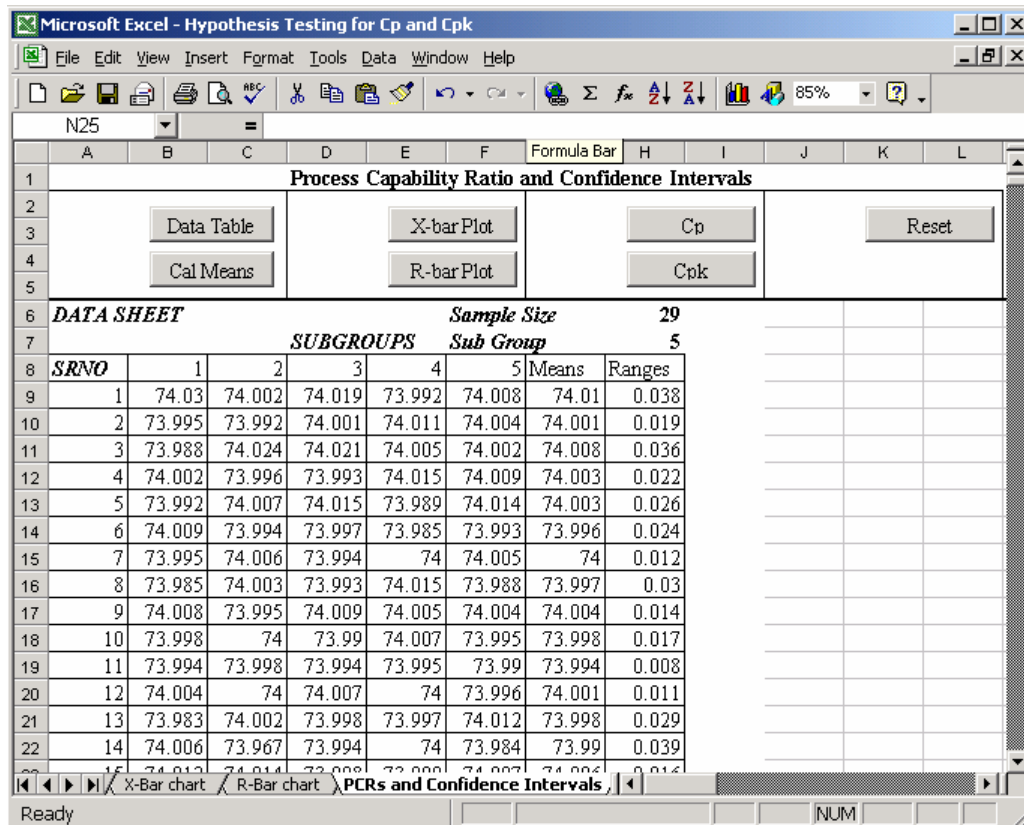 Microsoft Excel - Hypothesis Testing for Cp and Cpk
File Edit View Insert Format Tools Data Window Help
ABC Σ fx A Z Z A 85% ?
N25 =
Formula Bar
A B C D E F H I J K L
1 Process Capability Ratio and Confidence Intervals
2
3 Data Table X-bar Plot Cp Reset
4
5 Cal Means R-bar Plot Cpk
6 DATA SHEET Sample Size 29
7 SUBGROUPS Sub Group 5
8 SRNO 1 2 3 4 5 Means Ranges
9 1 74.03 74.002 74.019 73.992 74.008 74.01 0.038
10 2 73.995 73.992 74.001 74.011 74.004 74.001 0.019
11 3 73.988 74.024 74.021 74.005 74.002 74.008 0.036
12 4 74.002 73.996 73.993 74.015 74.009 74.003 0.022
13 5 73.992 74.007 74.015 73.989 74.014 74.003 0.026
14 6 74.009 73.994 73.997 73.985 73.993 73.996 0.024
15 7 73.995 74.006 73.994 74 74.005 74 0.012
16 8 73.985 74.003 73.993 74.015 73.988 73.997 0.03
17 9 74.008 73.995 74.009 74.005 74.004 74.004 0.014
18 10 73.998 74 73.99 74.007 73.995 73.998 0.017
19 11 73.994 73.998 73.994 73.995 73.99 73.994 0.008
20 12 74.004 74 74.007 74 73.996 74.001 0.011
21 13 73.983 74.002 73.998 73.997 74.012 73.998 0.029
22 14 74.006 73.967 73.994 74 73.984 73.99 0.039
X-Bar chart R-Bar chart PCRs and Confidence Intervals
Ready NUM